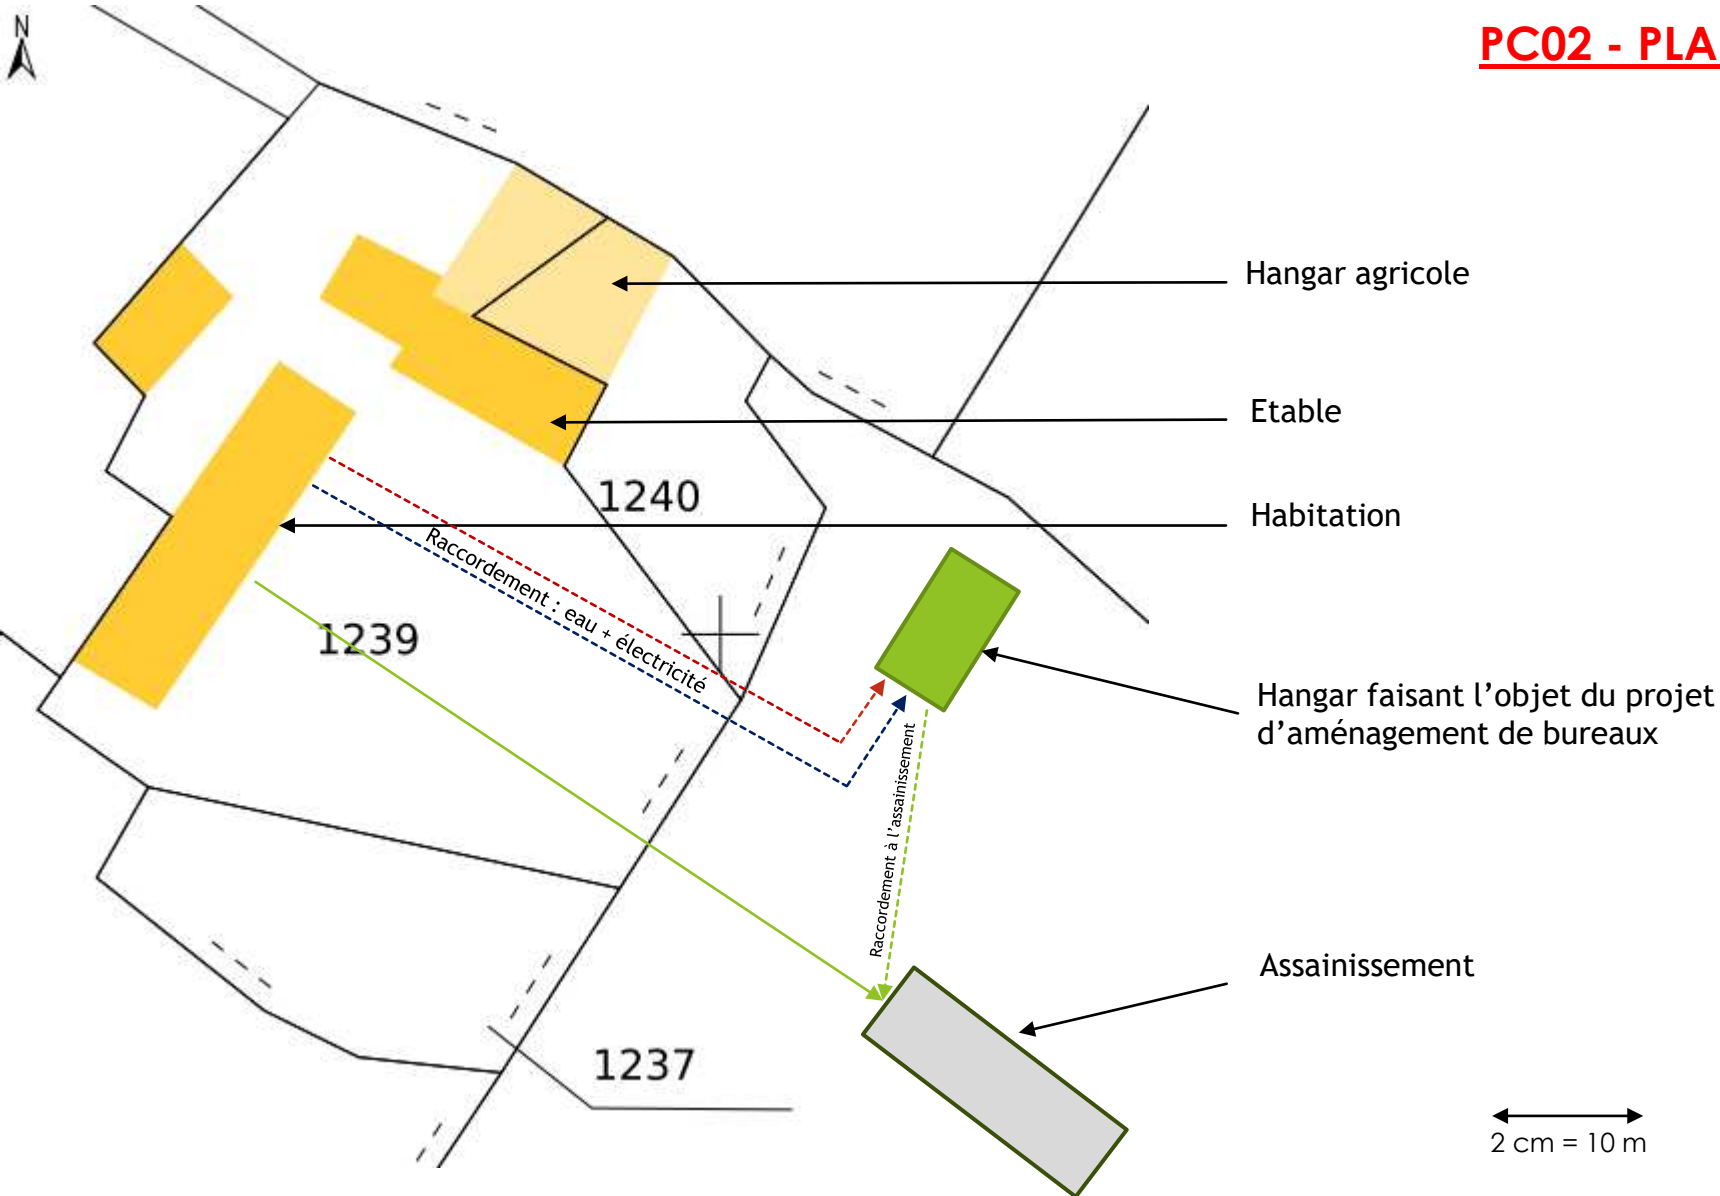 N
PC02 - PLA
Hangar agricole
Etable
1240
Habitation
Raccordement : eau + électricité
1239
Hangar faisant l’objet du projet
d’aménagement de bureaux
Raccordement à l’assainissement
Assainissement
1237
2 cm = 10 m